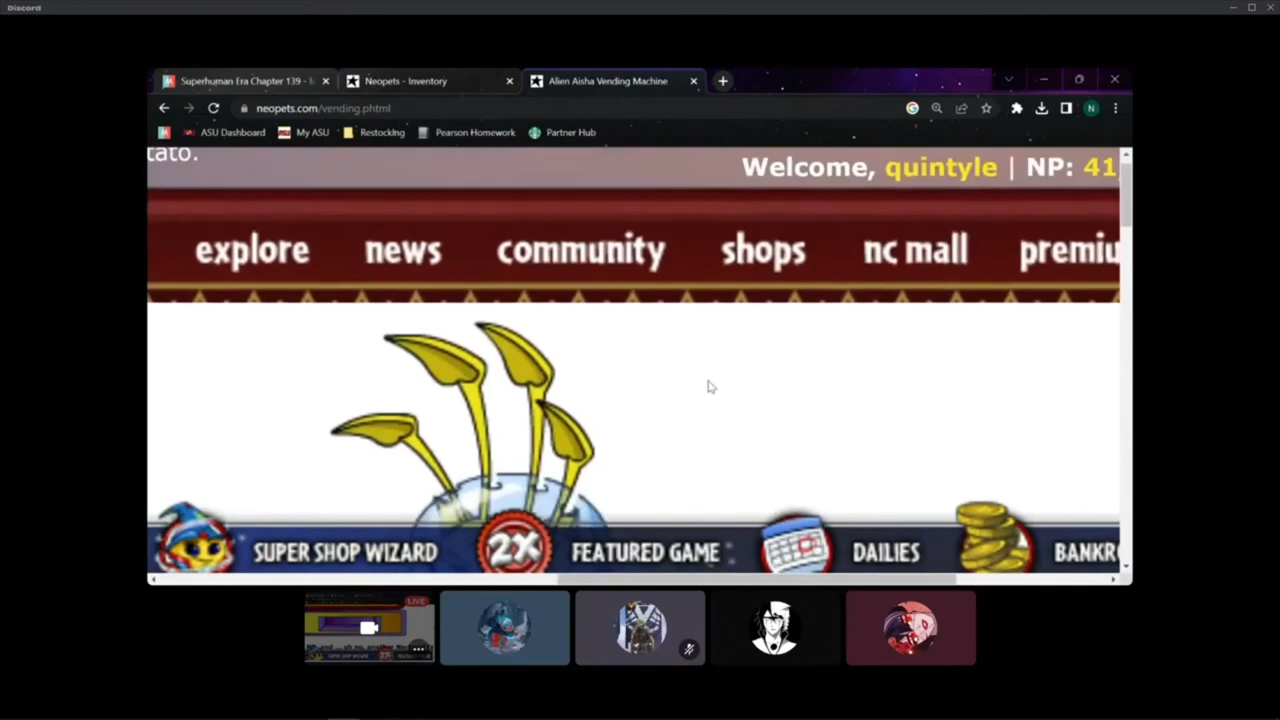 Discord
Superhuman Era Chapter 139 -
Neopets - Inventory
Alien Aisha Vending Machine
neopets.com/vending.phtml
N
ASU Dashboard
My ASU
Restocking
Pearson Homework
Partner Hub
tato.
Welcome, quintyle | NP: 41
explore
news
community
shops
nc mall
premiu
SUPER SHOP WIZARD
2X
FEATURED GAME
DAILIES
BANKR
LIVE